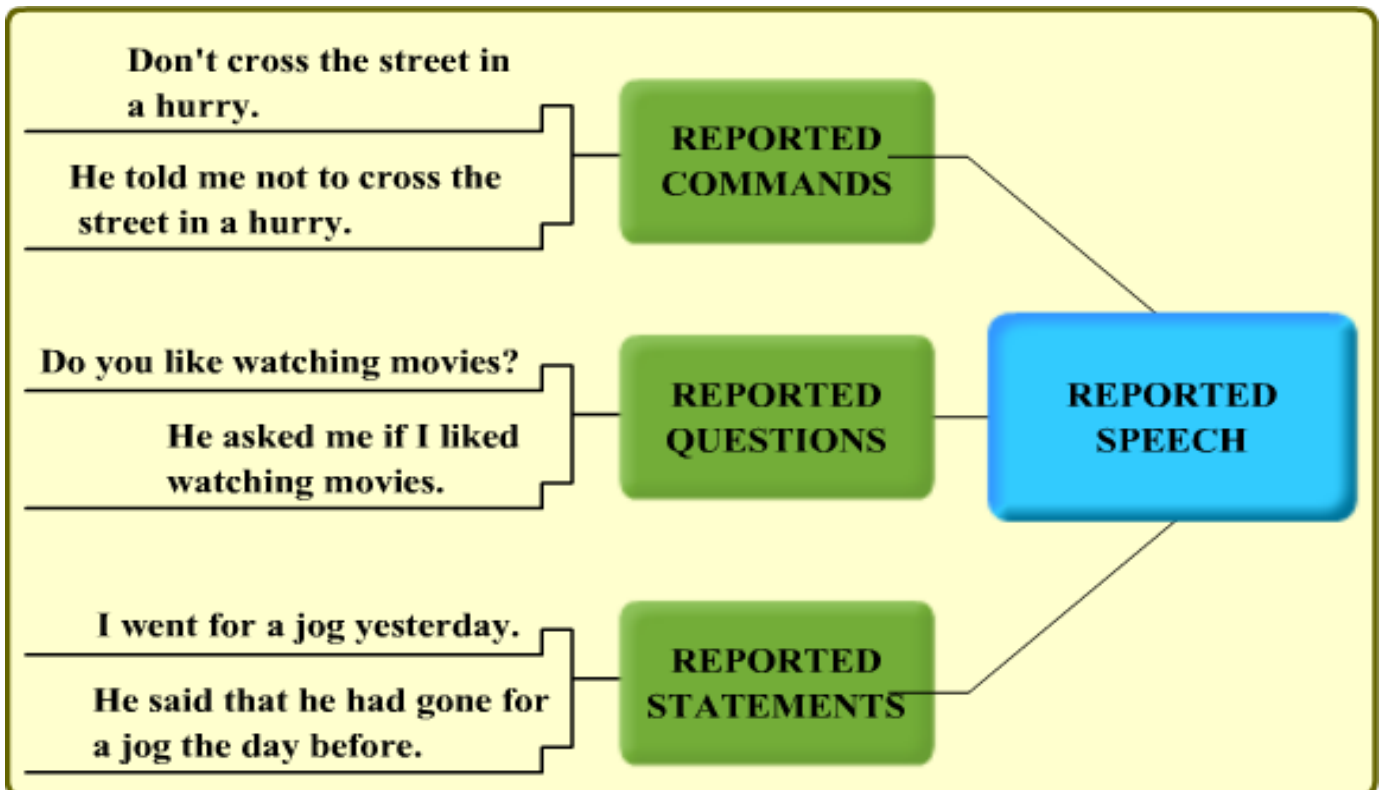 Don't cross the street in
a hurry.
He told me not to cross the
street in a hurry.
REPORTED
COMMANDS
Do you like watching movies?
He asked me if I liked
watching movies.
REPORTED
QUESTIONS
REPORTED
SPEECH
I went for a jog yesterday.
He said that he had gone for
a jog the day before.
REPORTED
STATEMENTS